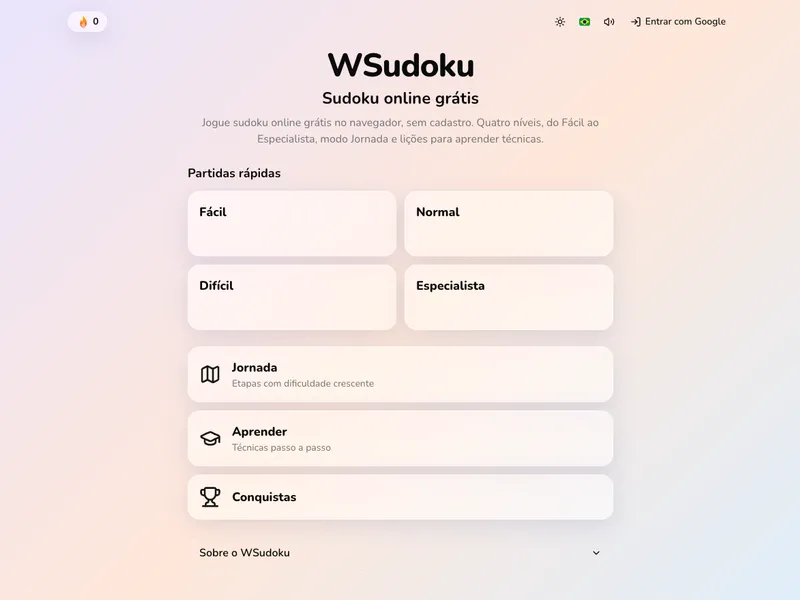 0
Entrar com Google
WSudoku
Sudoku online grátis
Jogue sudoku online grátis no navegador, sem cadastro. Quatro níveis, do Fácil ao
Especialista, modo Jornada e lições para aprender técnicas.
Partidas rápidas
Fácil
Normal
Difícil
Especialista
Jornada
Etapas com dificuldade crescente
Aprender
Técnicas passo a passo
Conquistas
Sobre o WSudoku